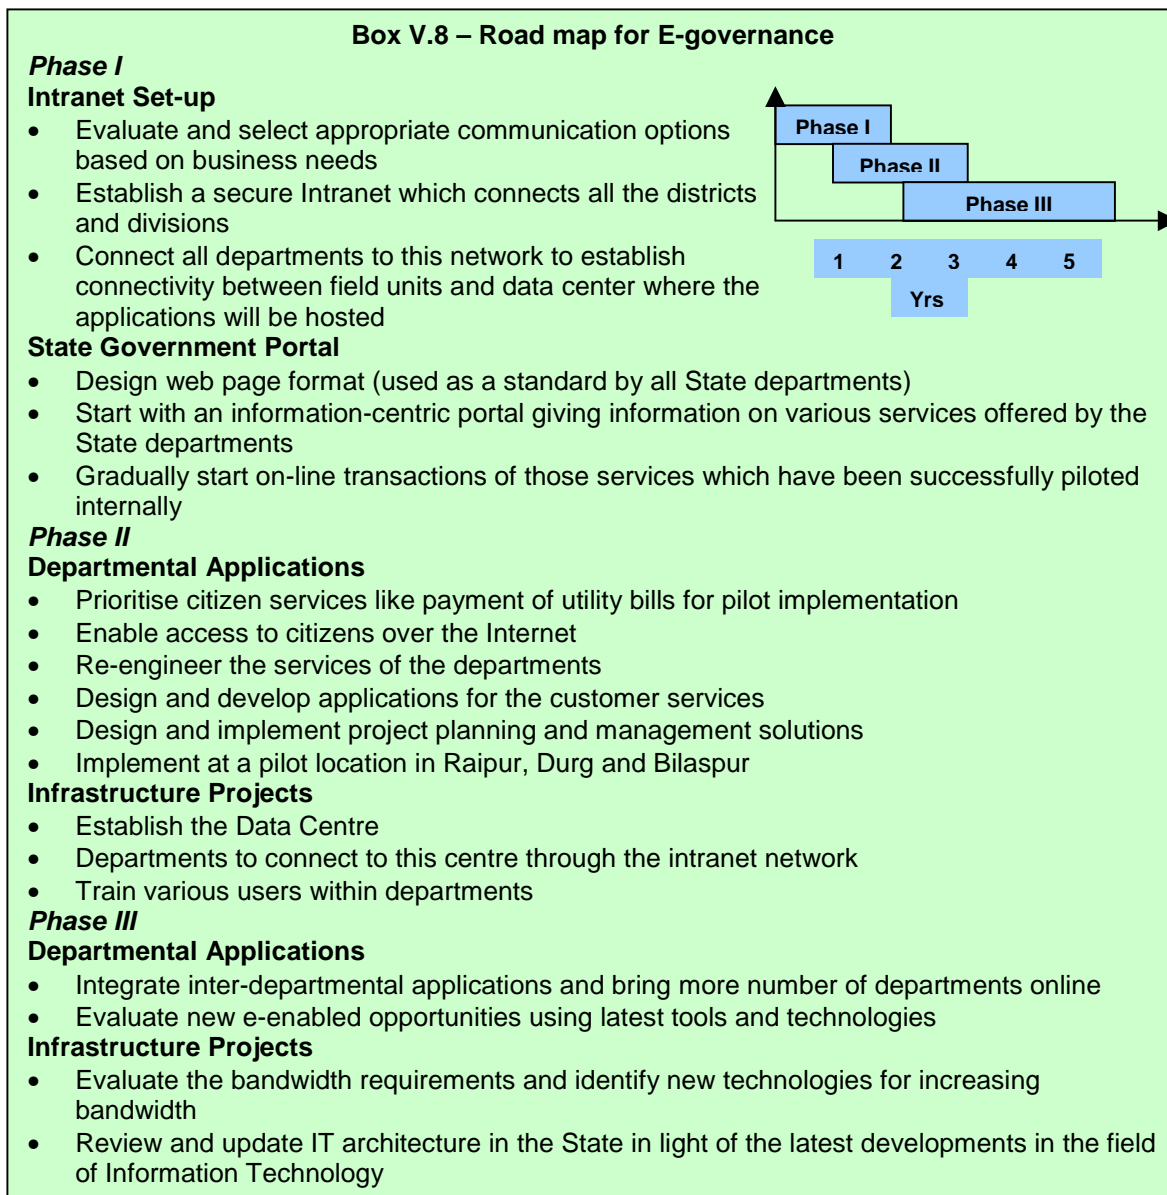 Box V.8 – Road map for E-governance
Phase I
Intranet Set-up
• Evaluate and select appropriate communication options
based on business needs
• Establish a secure Intranet which connects all the districts
and divisions
• Connect all departments to this network to establish
connectivity between field units and data center where the
applications will be hosted
Phase I
Phase II
Phase III
1 2 3 4 5
Yrs
State Government Portal
• Design web page format (used as a standard by all State departments)
• Start with an information-centric portal giving information on various services offered by the
State departments
• Gradually start on-line transactions of those services which have been successfully piloted
internally
Phase II
Departmental Applications
• Prioritise citizen services like payment of utility bills for pilot implementation
• Enable access to citizens over the Internet
• Re-engineer the services of the departments
• Design and develop applications for the customer services
• Design and implement project planning and management solutions
• Implement at a pilot location in Raipur, Durg and Bilaspur
Infrastructure Projects
• Establish the Data Centre
• Departments to connect to this centre through the intranet network
• Train various users within departments
Phase III
Departmental Applications
• Integrate inter-departmental applications and bring more number of departments online
• Evaluate new e-enabled opportunities using latest tools and technologies
Infrastructure Projects
• Evaluate the bandwidth requirements and identify new technologies for increasing
bandwidth
• Review and update IT architecture in the State in light of the latest developments in the field
of Information Technology